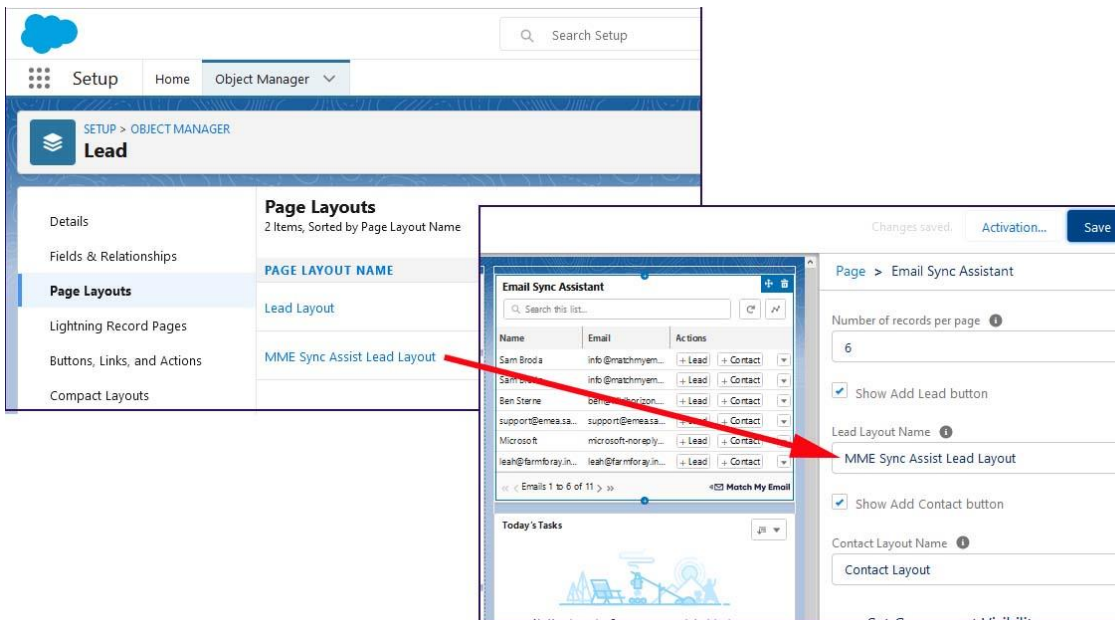 Search Setup
Setup
Home
Object Manager
SETUP > OBJECT MANAGER
Lead
Details
Fields & Relationships
Page Layouts
Lightning Record Pages
Buttons, Links, and Actions
Compact Layouts
Page Layouts
2 Items, Sorted by Page Layout Name
PAGE LAYOUT NAME
Lead Layout
MME Sync Assist Lead Layout
Changes saved.
Activation...
Save
Email Sync Assistant
Search this list...
Name Email Actions
Sam Broda info@matchmyem... + Lead + Contact
Sam info@matchmyem... + Lead + Contact
Ben Sterne + Lead + Contact
support@emea.sa... support@emea.sa... + Contact
Microsoft microsoft-noreply... + Lead + Contact
leah@farmforay.in... leah@farmforay.in... + Lead + Contact
<< < Emails 1 to 6 of 11 > >> Match My Email
Today's Tasks
Page > Email Sync Assistant
Number of records per page
6
Show Add Lead button
Lead Layout Name
MME Sync Assist Lead Layout
Show Add Contact button
Contact Layout Name
Contact Layout